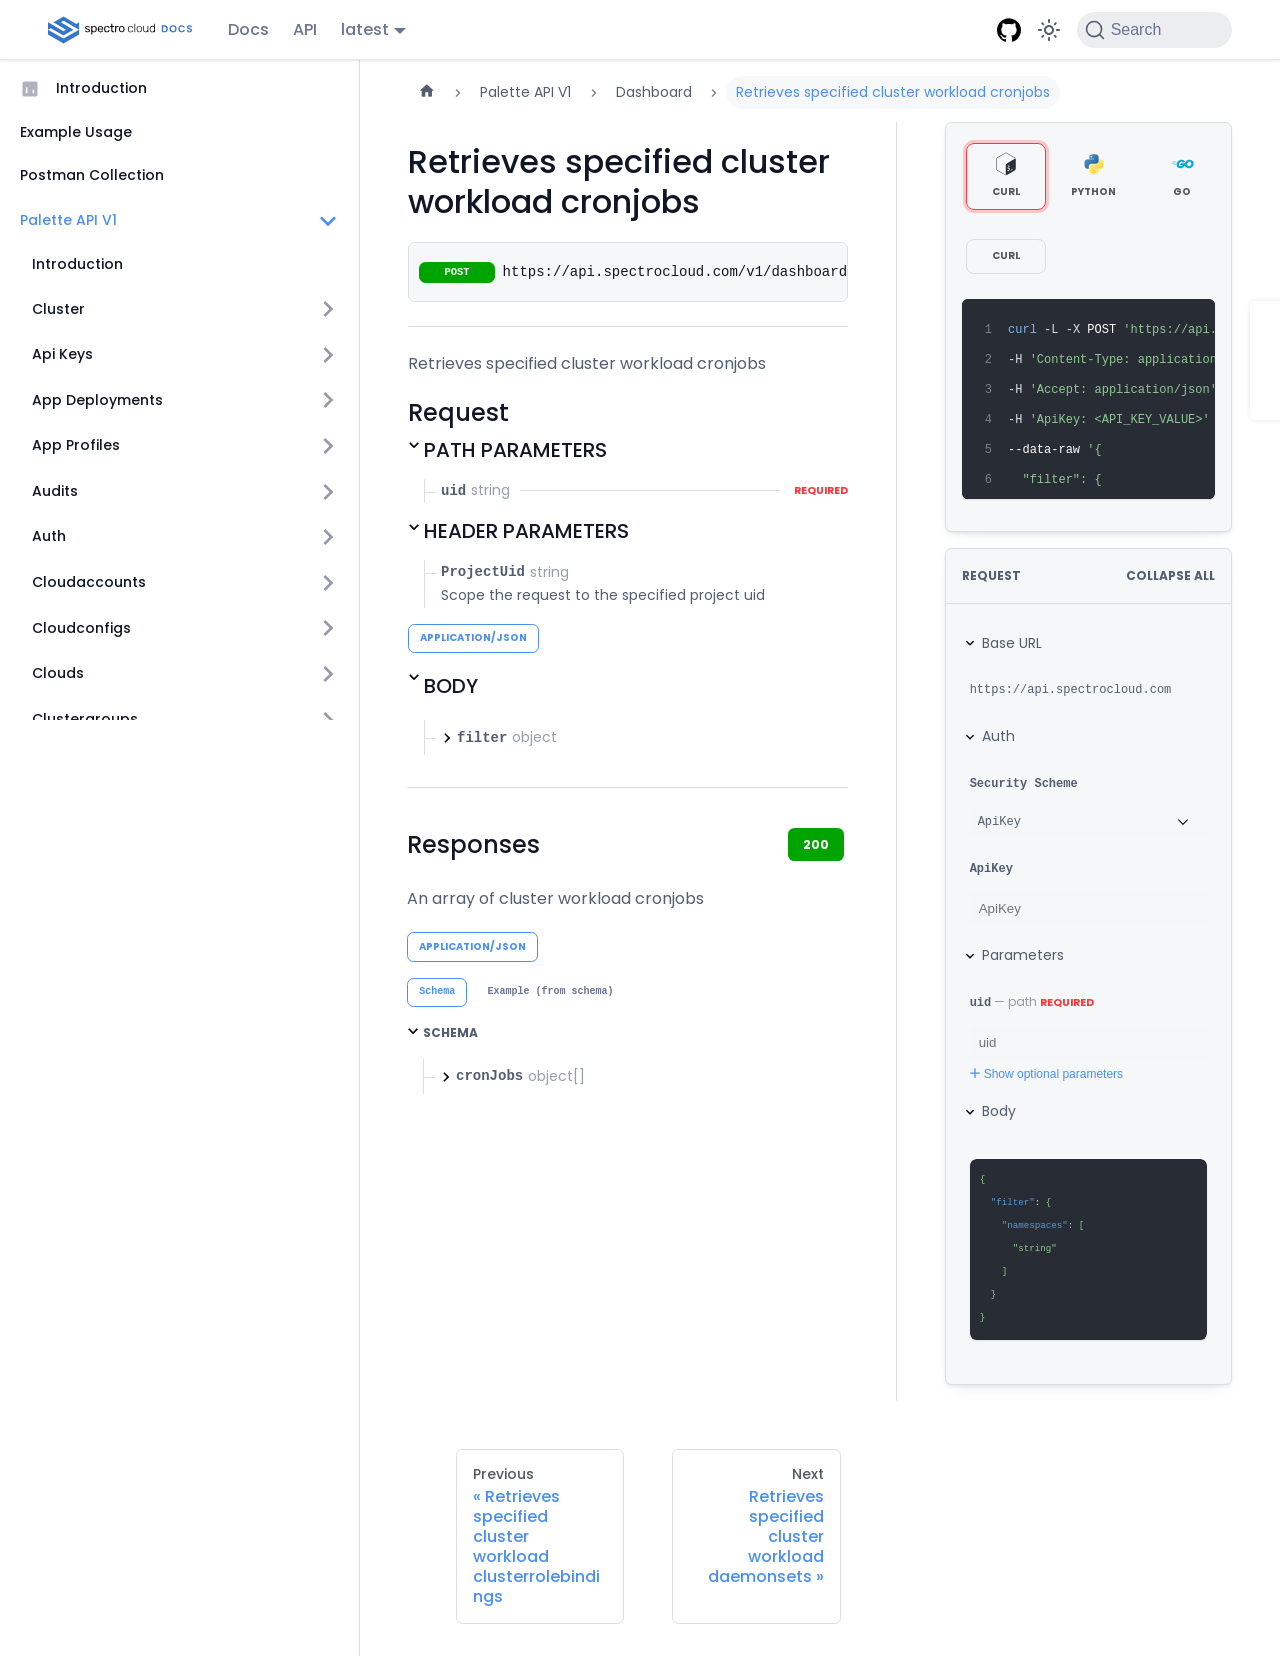 spectro cloud DOCS
Docs
API
latest
Search
Introduction
Example Usage
Postman Collection
Palette API V1
Introduction
Cluster
Api Keys
App Deployments
App Profiles
Audits
Auth
Cloudaccounts
Cloudconfigs
Clouds
Clustergroups
Palette API V1
Dashboard
Retrieves specified cluster workload cronjobs
Retrieves specified cluster
workload cronjobs
POST https://api.spectrocloud.com/v1/dashboard
Retrieves specified cluster workload cronjobs
Request
PATH PARAMETERS
uid string REQUIRED
HEADER PARAMETERS
ProjectUid string
Scope the request to the specified project uid
APPLICATION/JSON
BODY
filter object
Responses
200
An array of cluster workload cronjobs
APPLICATION/JSON
Schema
Example (from schema)
SCHEMA
cronJobs object[]
CURL
PYTHON
GO
CURL
1 curl -L -X POST 'https://api.
2 -H 'Content-Type: application
3 -H 'Accept: application/json'
4 -H 'ApiKey: <API_KEY_VALUE>'
5 --data-raw '{
6 "filter": {
REQUEST
COLLAPSE ALL
Base URL
https://api.spectrocloud.com
Auth
Security Scheme
ApiKey
ApiKey
ApiKey
Parameters
uid — path REQUIRED
uid
Show optional parameters
Body
{
"filter": {
"namespaces": [
"string"
]
}
}
Previous
« Retrieves
specified
cluster
workload
clusterrolebindi
ngs
Next
Retrieves
specified
cluster
workload
daemonsets »